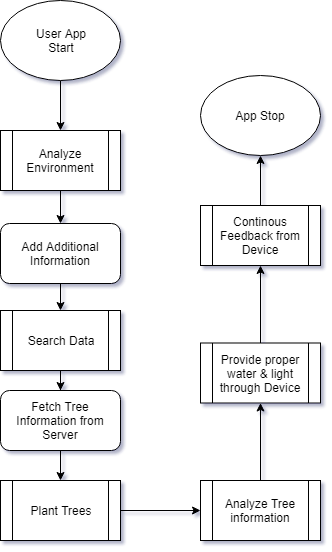 User App
Start
Analyze
Environment
Add Additional
Information
Search Data
Fetch Tree
Information from
Server
Plant Trees
Analyze Tree
information
Provide proper
water & light
through Device
Continous
Feedback from
Device
App Stop